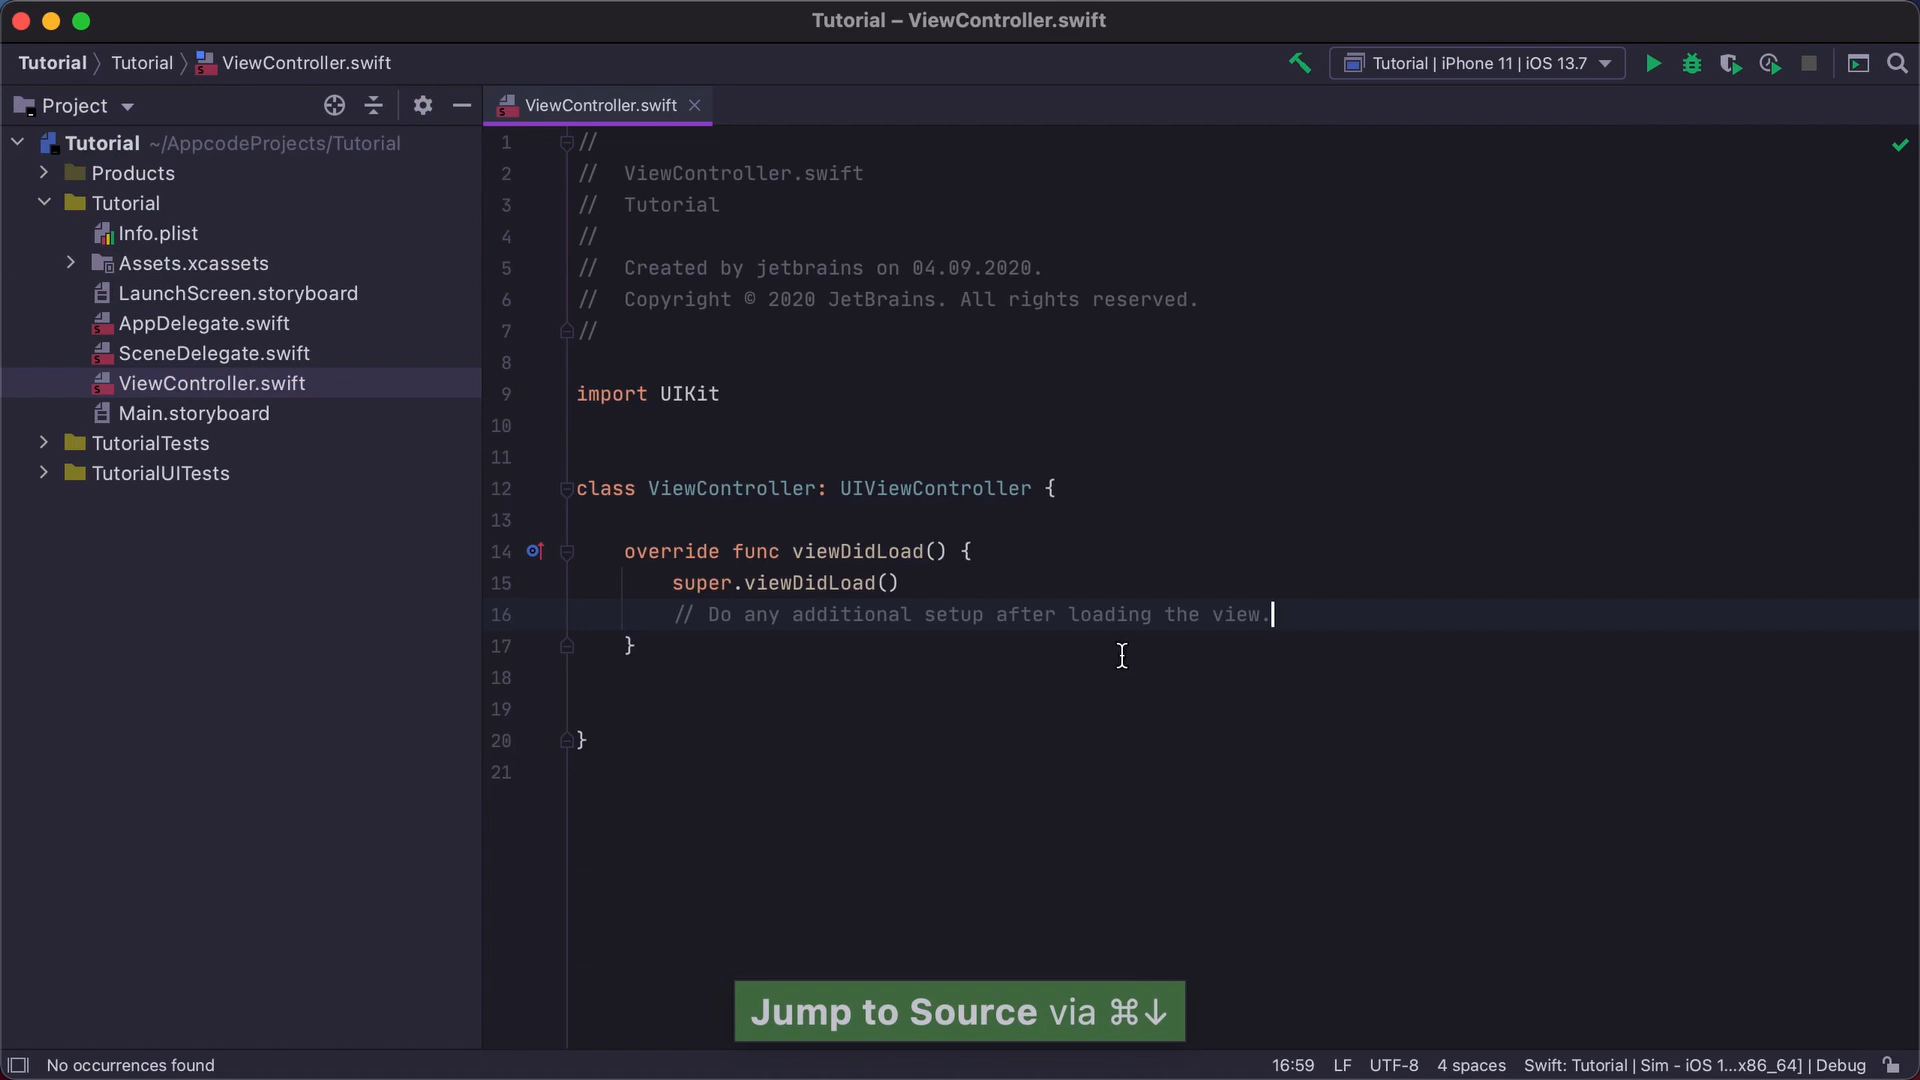 Tutorial – ViewController.swift
Tutorial Tutorial ViewController.swift
Tutorial | iPhone 11 | iOS 13.7
Project
ViewController.swift
Tutorial ~/AppcodeProjects/Tutorial
Products
Tutorial
Info.plist
Assets.xcassets
LaunchScreen.storyboard
AppDelegate.swift
SceneDelegate.swift
ViewController.swift
Main.storyboard
TutorialTests
TutorialUITests
1 //
2 // ViewController.swift
3 // Tutorial
4 //
5 // Created by jetbrains on 04.09.2020.
6 // Copyright © 2020 JetBrains. All rights reserved.
7 //
8
9 import UIKit
10
11
12 class ViewController: UIViewController {
13
14 override func viewDidLoad() {
15 super.viewDidLoad()
16 // Do any additional setup after loading the view.
17 }
18
19
20 }
21
Jump to Source via ⌘↓
No occurrences found
16:59 LF UTF-8 4 spaces Swift: Tutorial | Sim - iOS 1...x86_64] | Debug